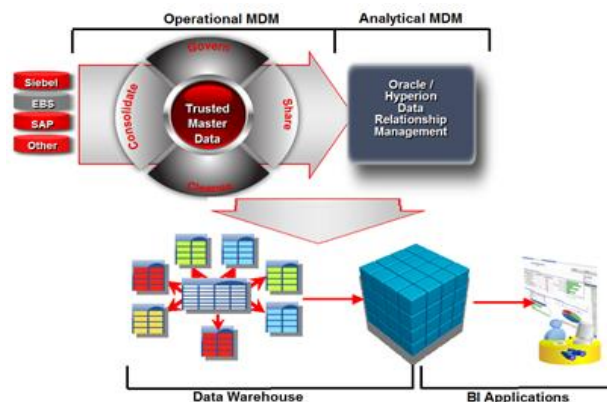 Operational MDM
Analytical MDM
Siebel
EBS
SAP
Other
Consolidate
Govern
Trusted
Master
Data
Share
Cleanse
Oracle /
Hyperion
Data
Relationship
Management
Data Warehouse
BI Applications